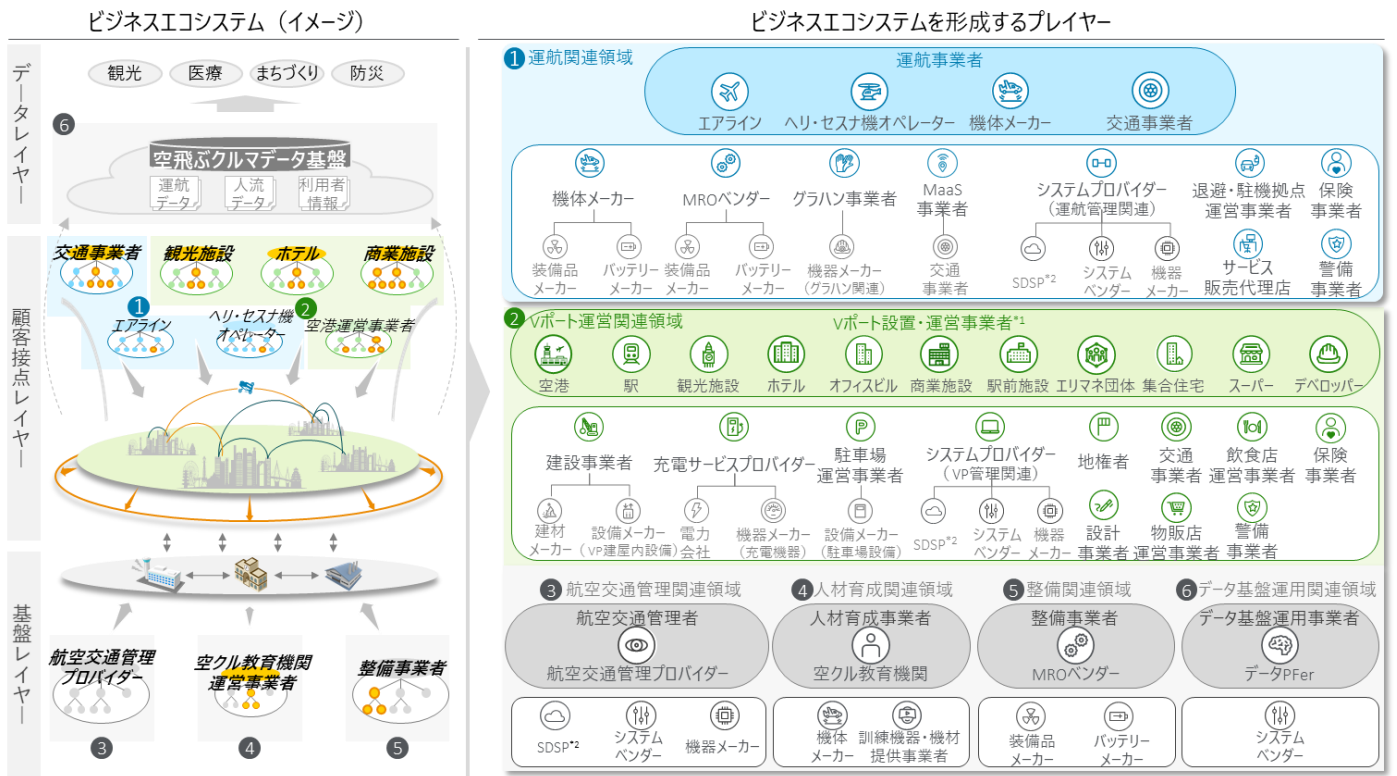 ビジネスエコシステム（イメージ）
データレイヤー
観光
医療
まちづくり
防災
6
空飛ぶクルマデータ基盤
運航
データ
人流
データ
利用者
情報
顧客接点レイヤー
交通事業者
観光施設
ホテル
商業施設
1
エアライン
ヘリ・セスナ機
オペレーター
2
空港運営事業者
基盤レイヤー
航空交通管理
プロバイダー
3
空クル教育機関
運営事業者
4
整備事業者
5
ビジネスエコシステムを形成するプレイヤー
1 運航関連領域
運航事業者
エアライン
ヘリ・セスナ機オペレーター
機体メーカー
交通事業者
機体メーカー
MROベンダー
グラハン事業者
MaaS
事業者
システムプロバイダー
（運航管理関連）
退避・駐機拠点
運営事業者
保険
事業者
装備品
メーカー
バッテリー
メーカー
装備品
メーカー
バッテリー
メーカー
機器メーカー
（グラハン関連）
交通
事業者
SDSP*2
システム
ベンダー
機器
メーカー
サービス
販売代理店
警備
事業者
2 Vポート運営関連領域
Vポート設置・運営事業者*1
空港
駅
観光施設
ホテル
オフィスビル
商業施設
駅前施設
エリマネ団体
集合住宅
スーパー
デベロッパー
建設事業者
充電サービスプロバイダー
駐車場
運営事業者
システムプロバイダー
（VP管理関連）
地権者
交通
事業者
飲食店
運営事業者
保険
事業者
建材
メーカー
設備メーカー
（VP建屋内設備）
電力
会社
機器メーカー
（充電機器）
設備メーカー
（駐車場設備）
SDSP*2
システム
ベンダー
機器
メーカー
設計
事業者
物販店
運営事業者
警備
事業者
3 航空交通管理関連領域
航空交通管理者
航空交通管理プロバイダー
SDSP*2
システム
ベンダー
機器メーカー
4 人材育成関連領域
人材育成事業者
空クル教育機関
機体
メーカー
訓練機器・機材
提供事業者
5 整備関連領域
整備事業者
MROベンダー
装備品
メーカー
バッテリー
メーカー
6 データ基盤運用関連領域
データ基盤運用事業者
データPFer
システム
ベンダー